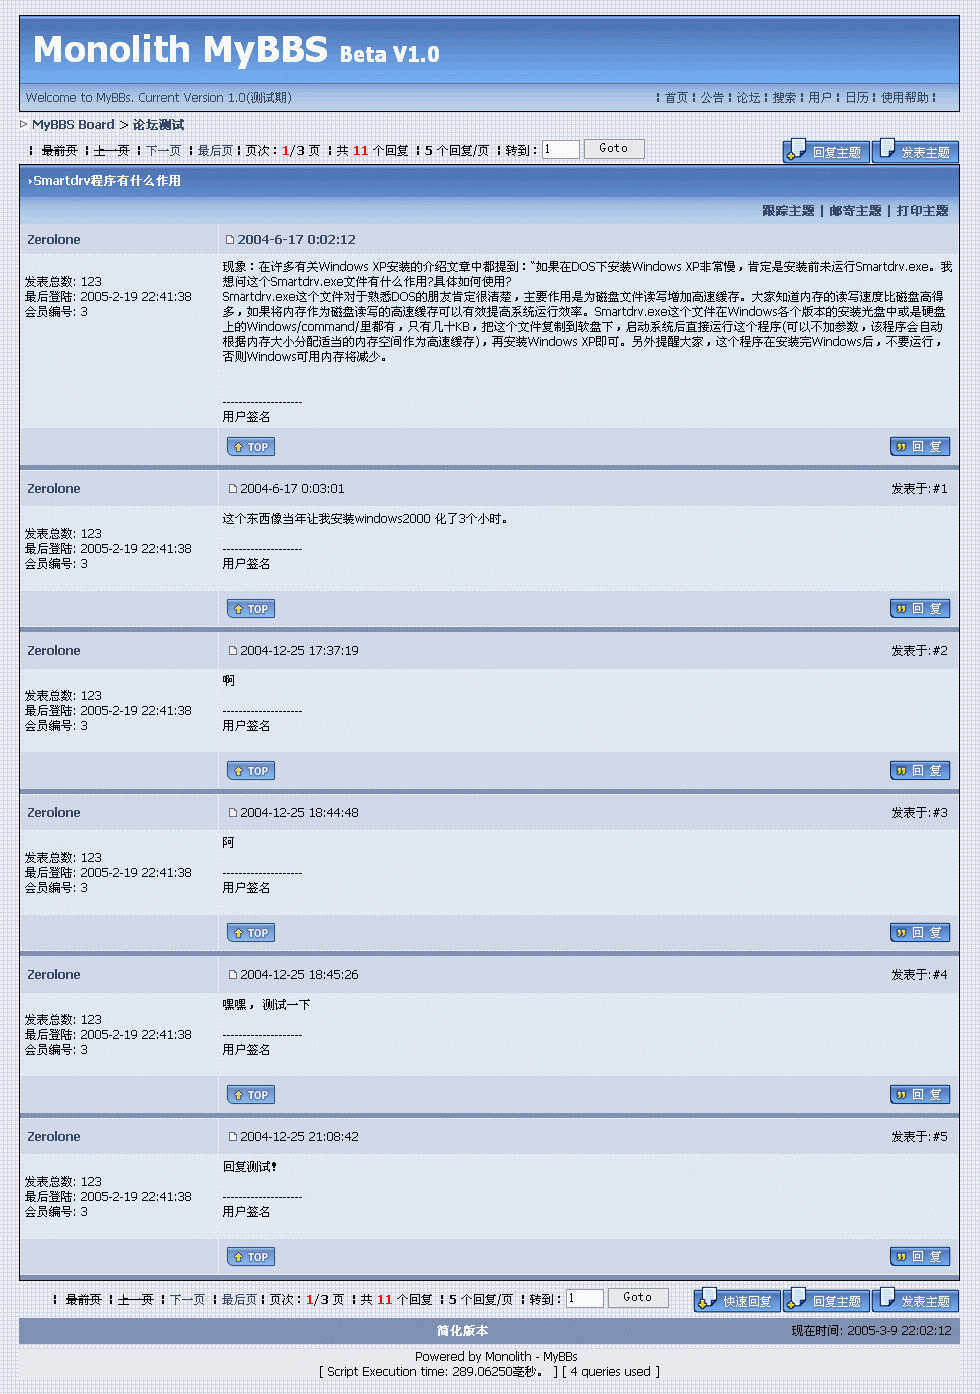 Monolith MyBBS Beta V1.0
Welcome to MyBBs. Current Version 1.0(测试期)
¦ 首页 ¦ 公告 ¦ 论坛 ¦ 搜索 ¦ 用户 ¦ 日历 ¦ 使用帮助 ¦
MyBBS Board > 论坛测试
¦ 最前页 ¦ 上一页 ¦ 下一页 ¦ 最后页 ¦ 页次：1/3 页 ¦ 共 11 个回复 ¦ 5 个回复/页 ¦ 转到：1 Goto
回复主题 发表主题
Smartdrv程序有什么作用
跟踪主题 | 邮寄主题 | 打印主题
Zerolone
2004-6-17 0:02:12
发表总数: 123
最后登陆: 2005-2-19 22:41:38
会员编号: 3
现象：在许多有关Windows XP安装的介绍文章中都提到："如果在DOS下安装Windows XP非常慢，肯定是安装前未运行Smartdrv.exe。我
想问这个Smartdrv.exe文件有什么作用?具体如何使用?
Smartdrv.exe这个文件对于熟悉DOS的朋友肯定很清楚，主要作用是为磁盘文件读写增加高速缓存。大家知道内存的读写速度比磁盘高得
多，如果将内存作为磁盘读写的高速缓存可以有效提高系统运行效率。Smartdrv.exe这个文件在Windows各个版本的安装光盘中或是硬盘
上的Windows/command/里都有，只有几十KB，把这个文件复制到软盘下，启动系统后直接运行这个程序(可以不加参数，该程序会自动
根据内存大小分配适当的内存空间作为高速缓存)，再安装Windows XP即可。另外提醒大家，这个程序在安装完Windows后，不要运行，
否则Windows可用内存将减少。
--------------------
用户签名
TOP
回 复
Zerolone
2004-6-17 0:03:01
发表于:#1
发表总数: 123
最后登陆: 2005-2-19 22:41:38
会员编号: 3
这个东西像当年让我安装windows2000 化了3个小时。
--------------------
用户签名
TOP
回 复
Zerolone
2004-12-25 17:37:19
发表于:#2
发表总数: 123
最后登陆: 2005-2-19 22:41:38
会员编号: 3
啊
--------------------
用户签名
TOP
回 复
Zerolone
2004-12-25 18:44:48
发表于:#3
发表总数: 123
最后登陆: 2005-2-19 22:41:38
会员编号: 3
阿
--------------------
用户签名
TOP
回 复
Zerolone
2004-12-25 18:45:26
发表于:#4
发表总数: 123
最后登陆: 2005-2-19 22:41:38
会员编号: 3
嘿嘿， 测试一下
--------------------
用户签名
TOP
回 复
Zerolone
2004-12-25 21:08:42
发表于:#5
发表总数: 123
最后登陆: 2005-2-19 22:41:38
会员编号: 3
回复测试!
--------------------
用户签名
TOP
回 复
¦ 最前页 ¦ 上一页 ¦ 下一页 ¦ 最后页 ¦ 页次：1/3 页 ¦ 共 11 个回复 ¦ 5 个回复/页 ¦ 转到：1 Goto
快速回复 回复主题 发表主题
简化版本
现在时间: 2005-3-9 22:02:12
Powered by Monolith - MyBBs
[ Script Execution time: 289.06250毫秒。 ] [ 4 queries used ]